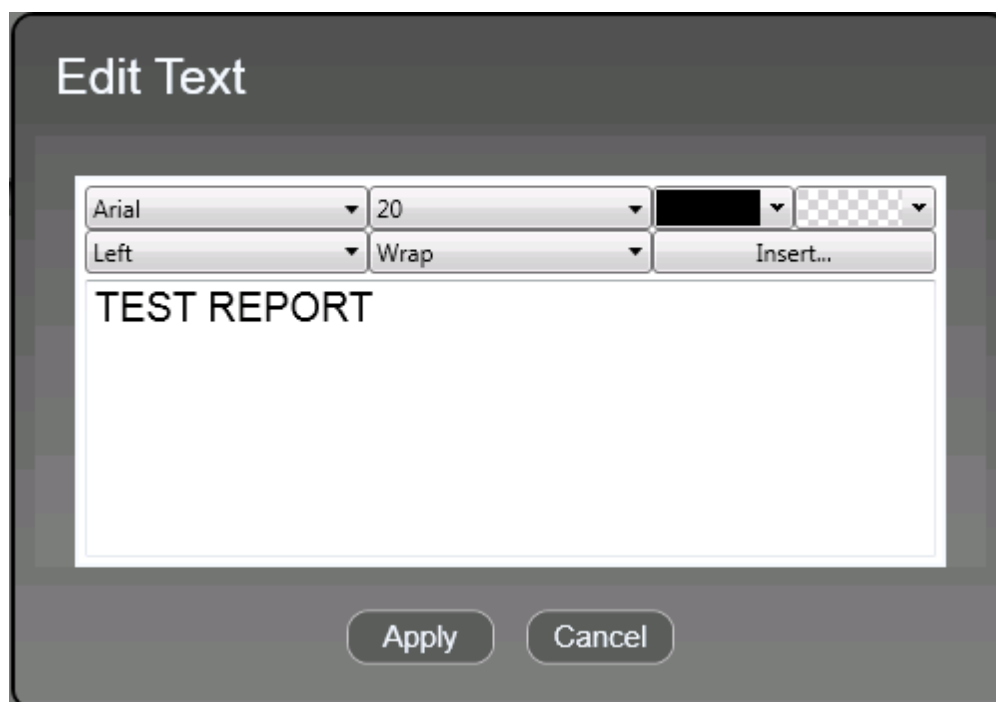 Edit Text
Arial 20
Left Wrap Insert...
TEST REPORT
Apply Cancel